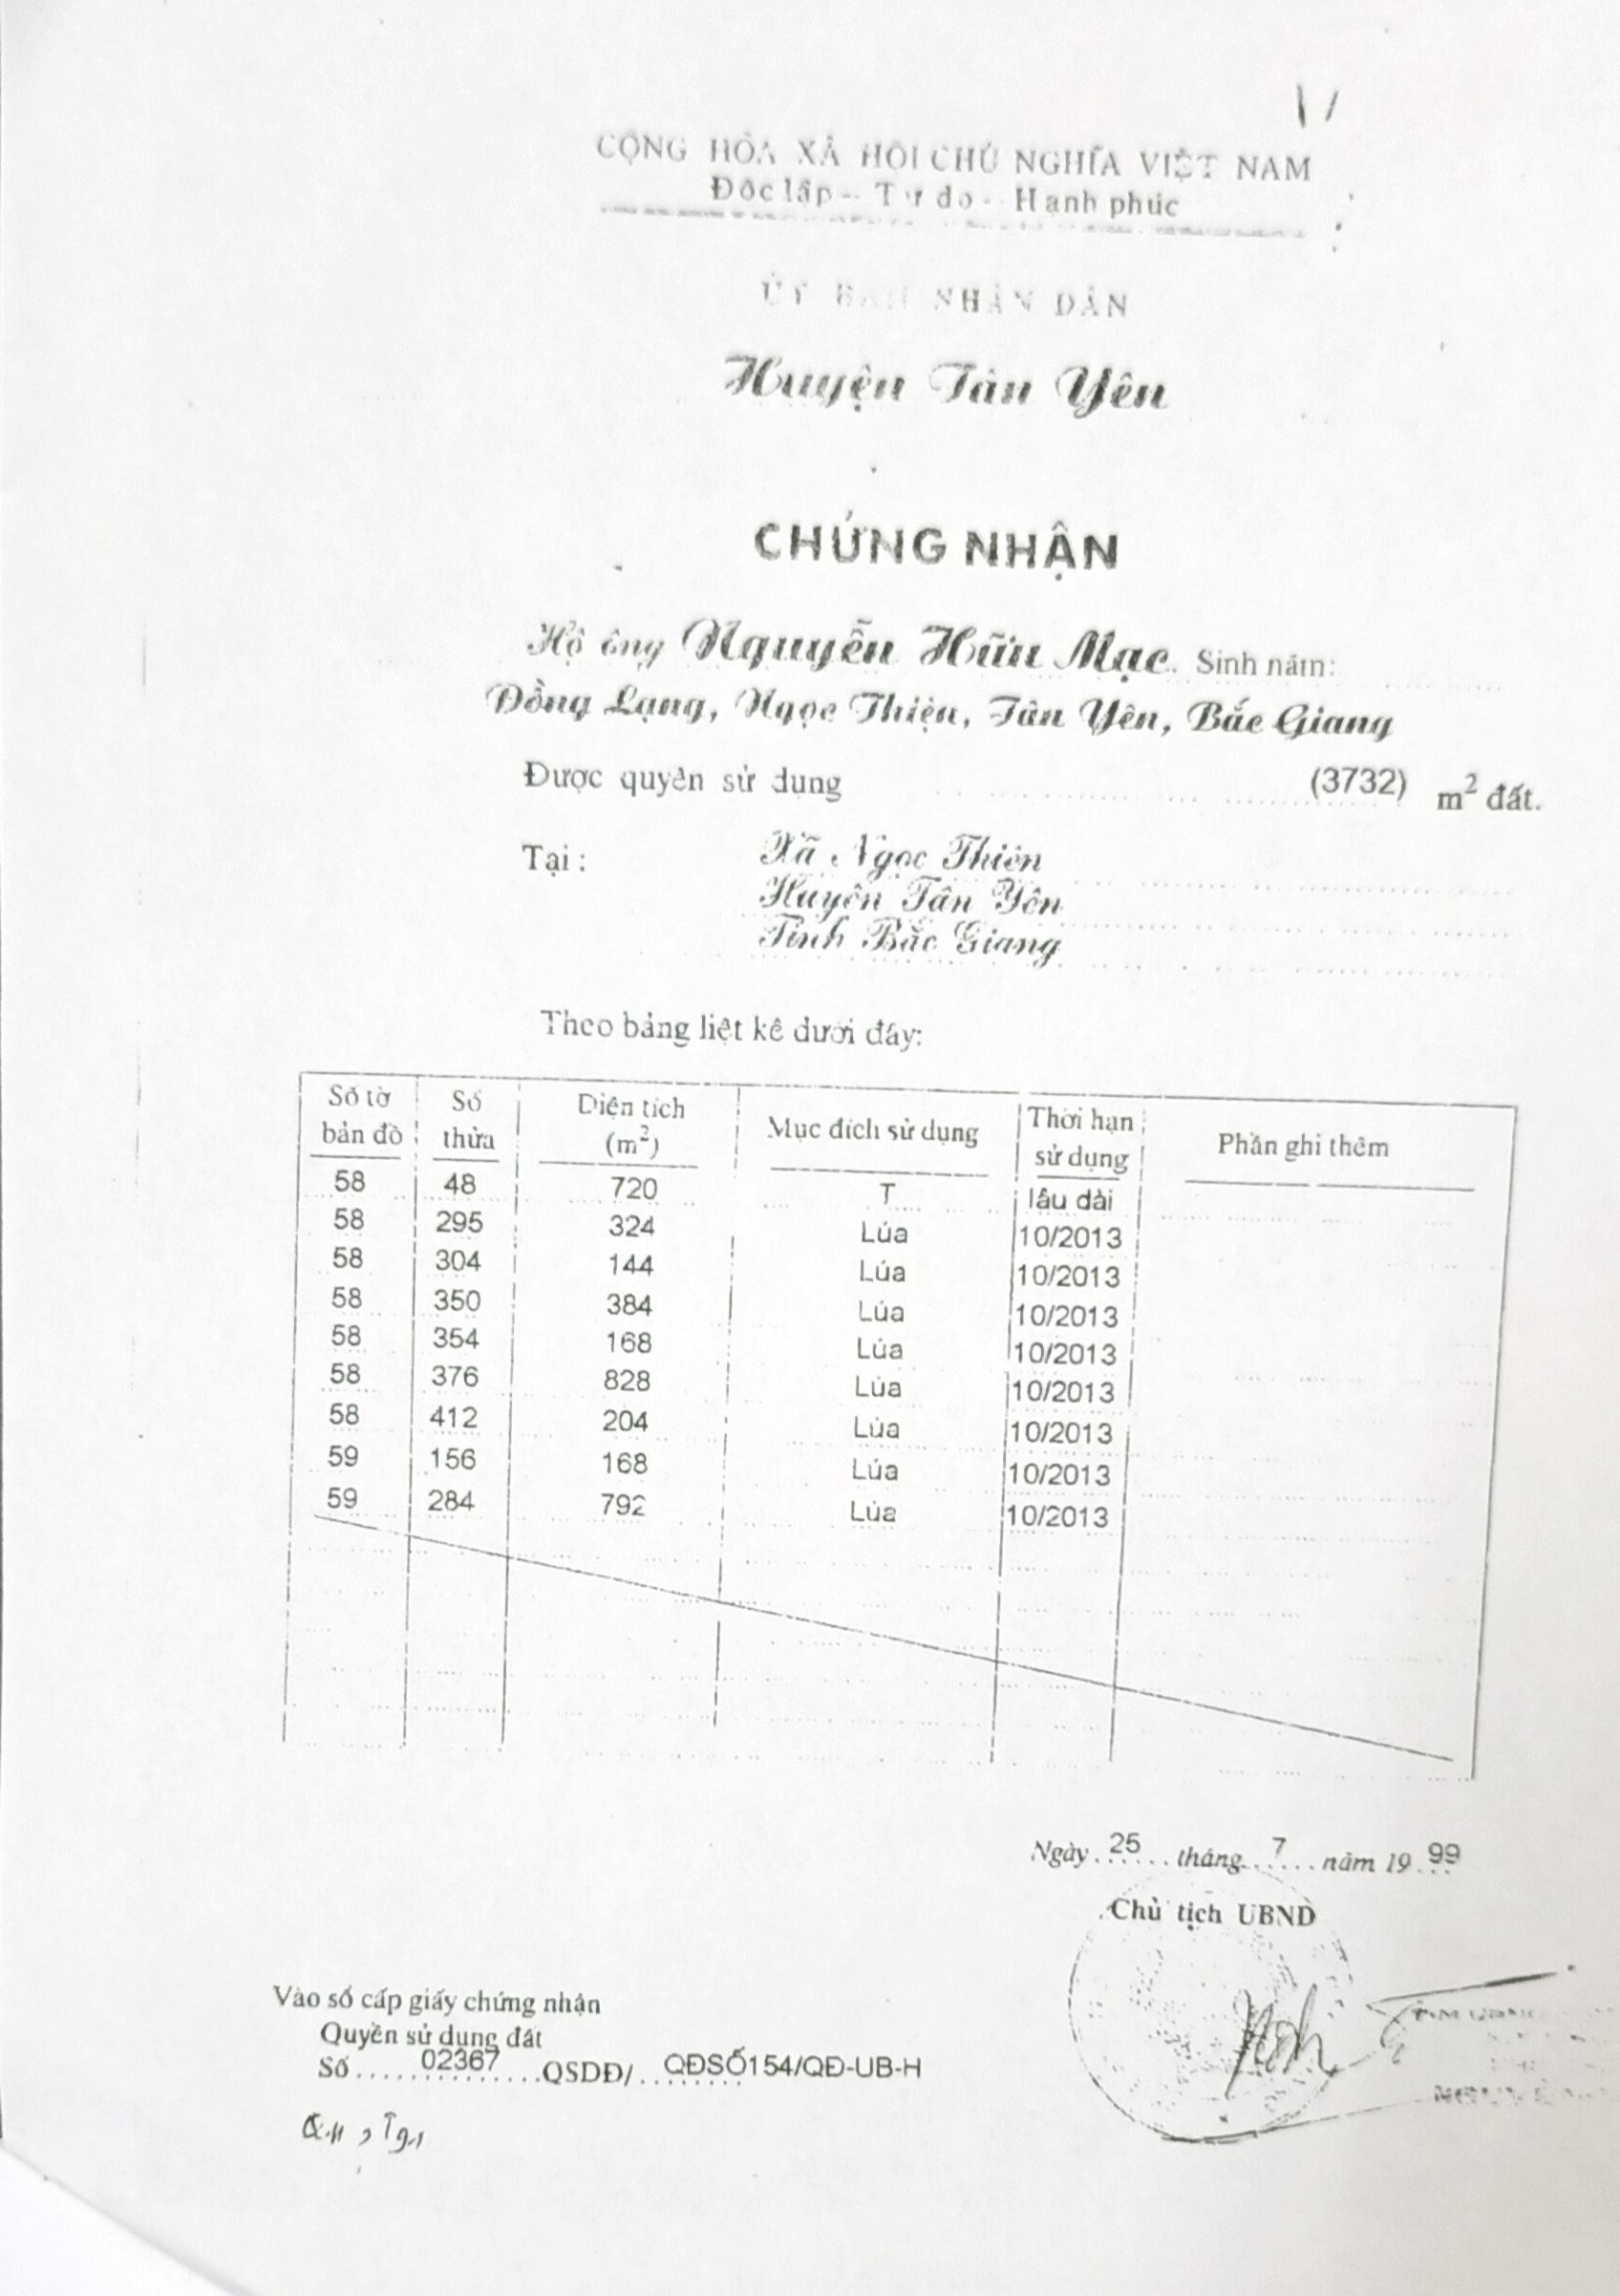 CỘNG HÒA XÃ HỘI CHỦ NGHĨA VIỆT NAM
Độc lập - Tự do - Hạnh phúc
ỦY BAN NHÂN DÂN
Huyện Tân Yên
CHỨNG NHẬN
Hộ ông Nguyễn Hữu Mạc. Sinh năm:
Đồng Lạng, Ngọc Thiện, Tân Yên, Bắc Giang
Được quyền sử dụng (3732) m² đất.
Tại : Xã Ngọc Thiện
Huyện Tân Yên
Tỉnh Bắc Giang
Theo bảng liệt kê dưới đây:
Số tờ bản đồ Số thửa Diện tích (m²) Mục đích sử dụng Thời hạn sử dụng Phần ghi thêm
58 48 720 T lâu dài
58 295 324 Lúa 10/2013
58 304 144 Lúa 10/2013
58 350 384 Lúa 10/2013
58 354 168 Lúa 10/2013
58 376 828 Lúa 10/2013
58 412 204 Lúa 10/2013
59 156 168 Lúa 10/2013
59 284 792 Lúa 10/2013
Ngày 25 tháng 7 năm 19 99
Chủ tịch UBND
Vào sổ cấp giấy chứng nhận
Quyền sử dụng đất
Số 02367 QSDĐ/ QĐSỐ154/QĐ-UB-H